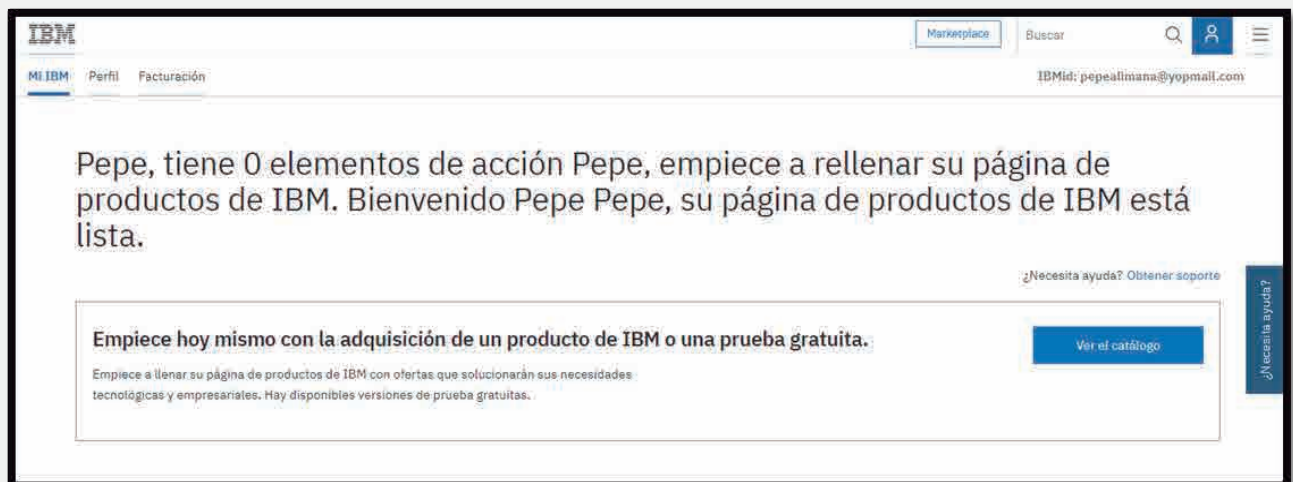 IBM
Marketplace
Buscar
Mi IBM Perfil Facturación
IBMid: pepealimana@yopmail.com
Pepe, tiene 0 elementos de acción Pepe, empiece a rellenar su página de
productos de IBM. Bienvenido Pepe Pepe, su página de productos de IBM está
lista.
¿Necesita ayuda? Obtener soporte
¿Necesita ayuda?
Empiece hoy mismo con la adquisición de un producto de IBM o una prueba gratuita.
Ver el catálogo
Empiece a llenar su página de productos de IBM con ofertas que solucionarán sus necesidades
tecnológicas y empresariales. Hay disponibles versiones de prueba gratuitas.